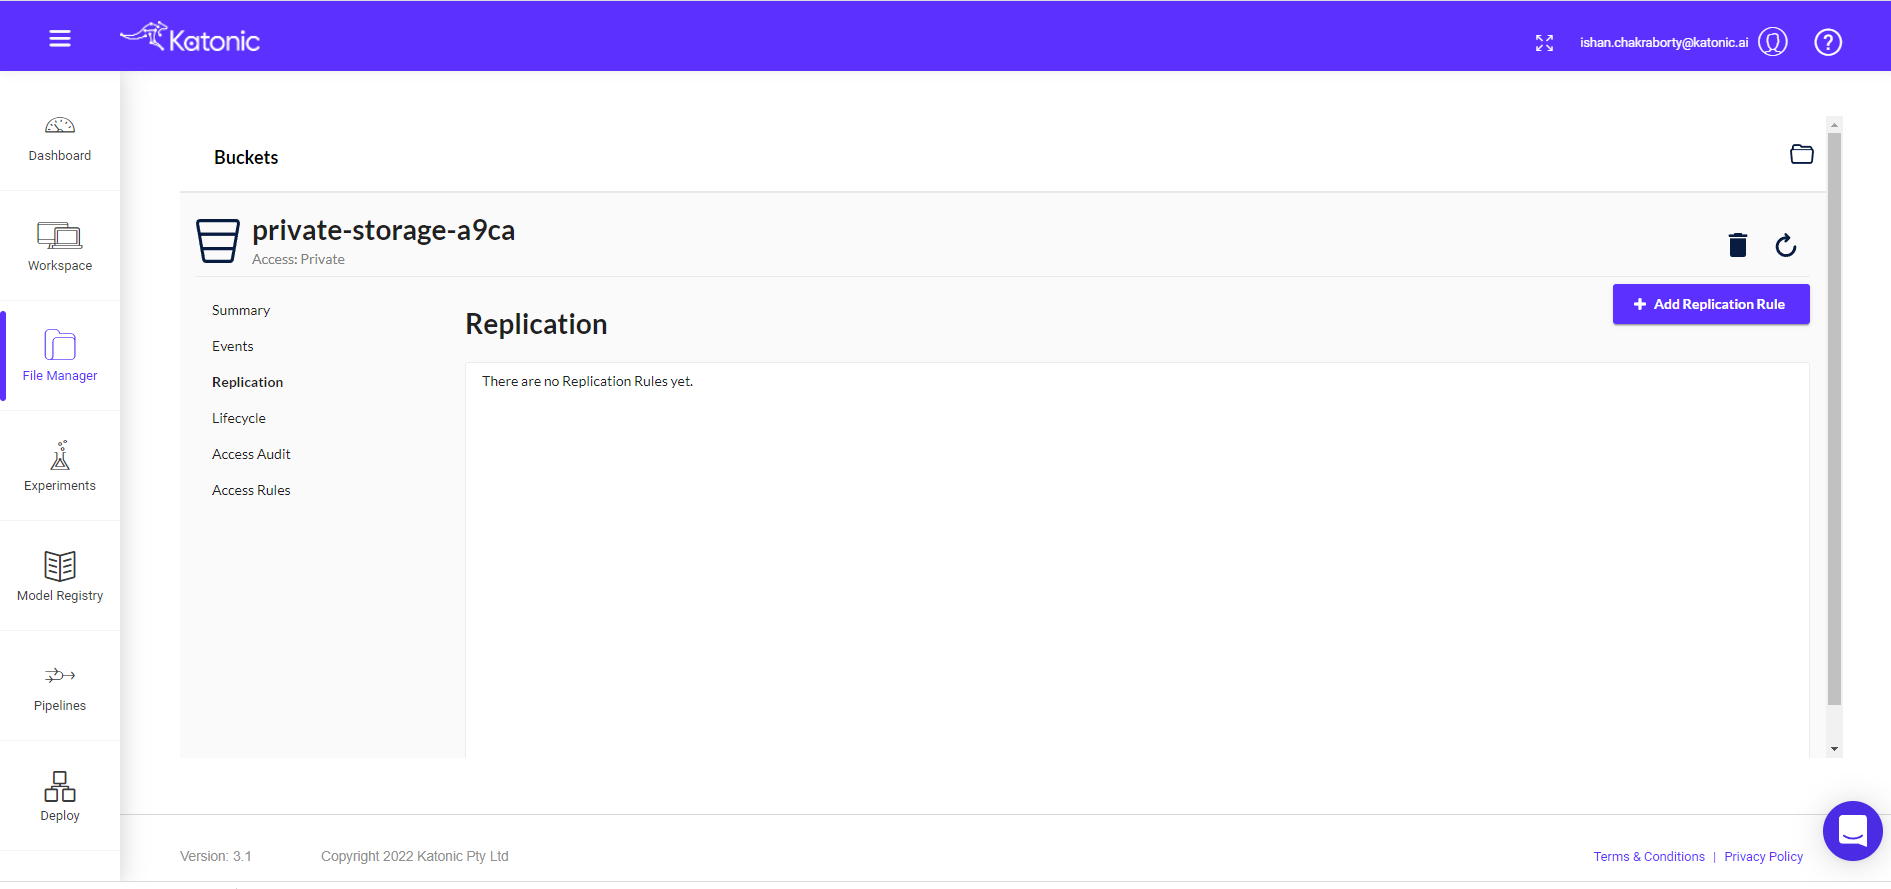 Katonic
ishan.chakraborty@katonic.ai
Dashboard
Workspace
File Manager
Experiments
Model Registry
Pipelines
Deploy
Buckets
private-storage-a9ca
Access: Private
Summary
Events
Replication
Lifecycle
Access Audit
Access Rules
Replication
+ Add Replication Rule
There are no Replication Rules yet.
Version: 3.1
Copyright 2022 Katonic Pty Ltd
Terms & Conditions | Privacy Policy